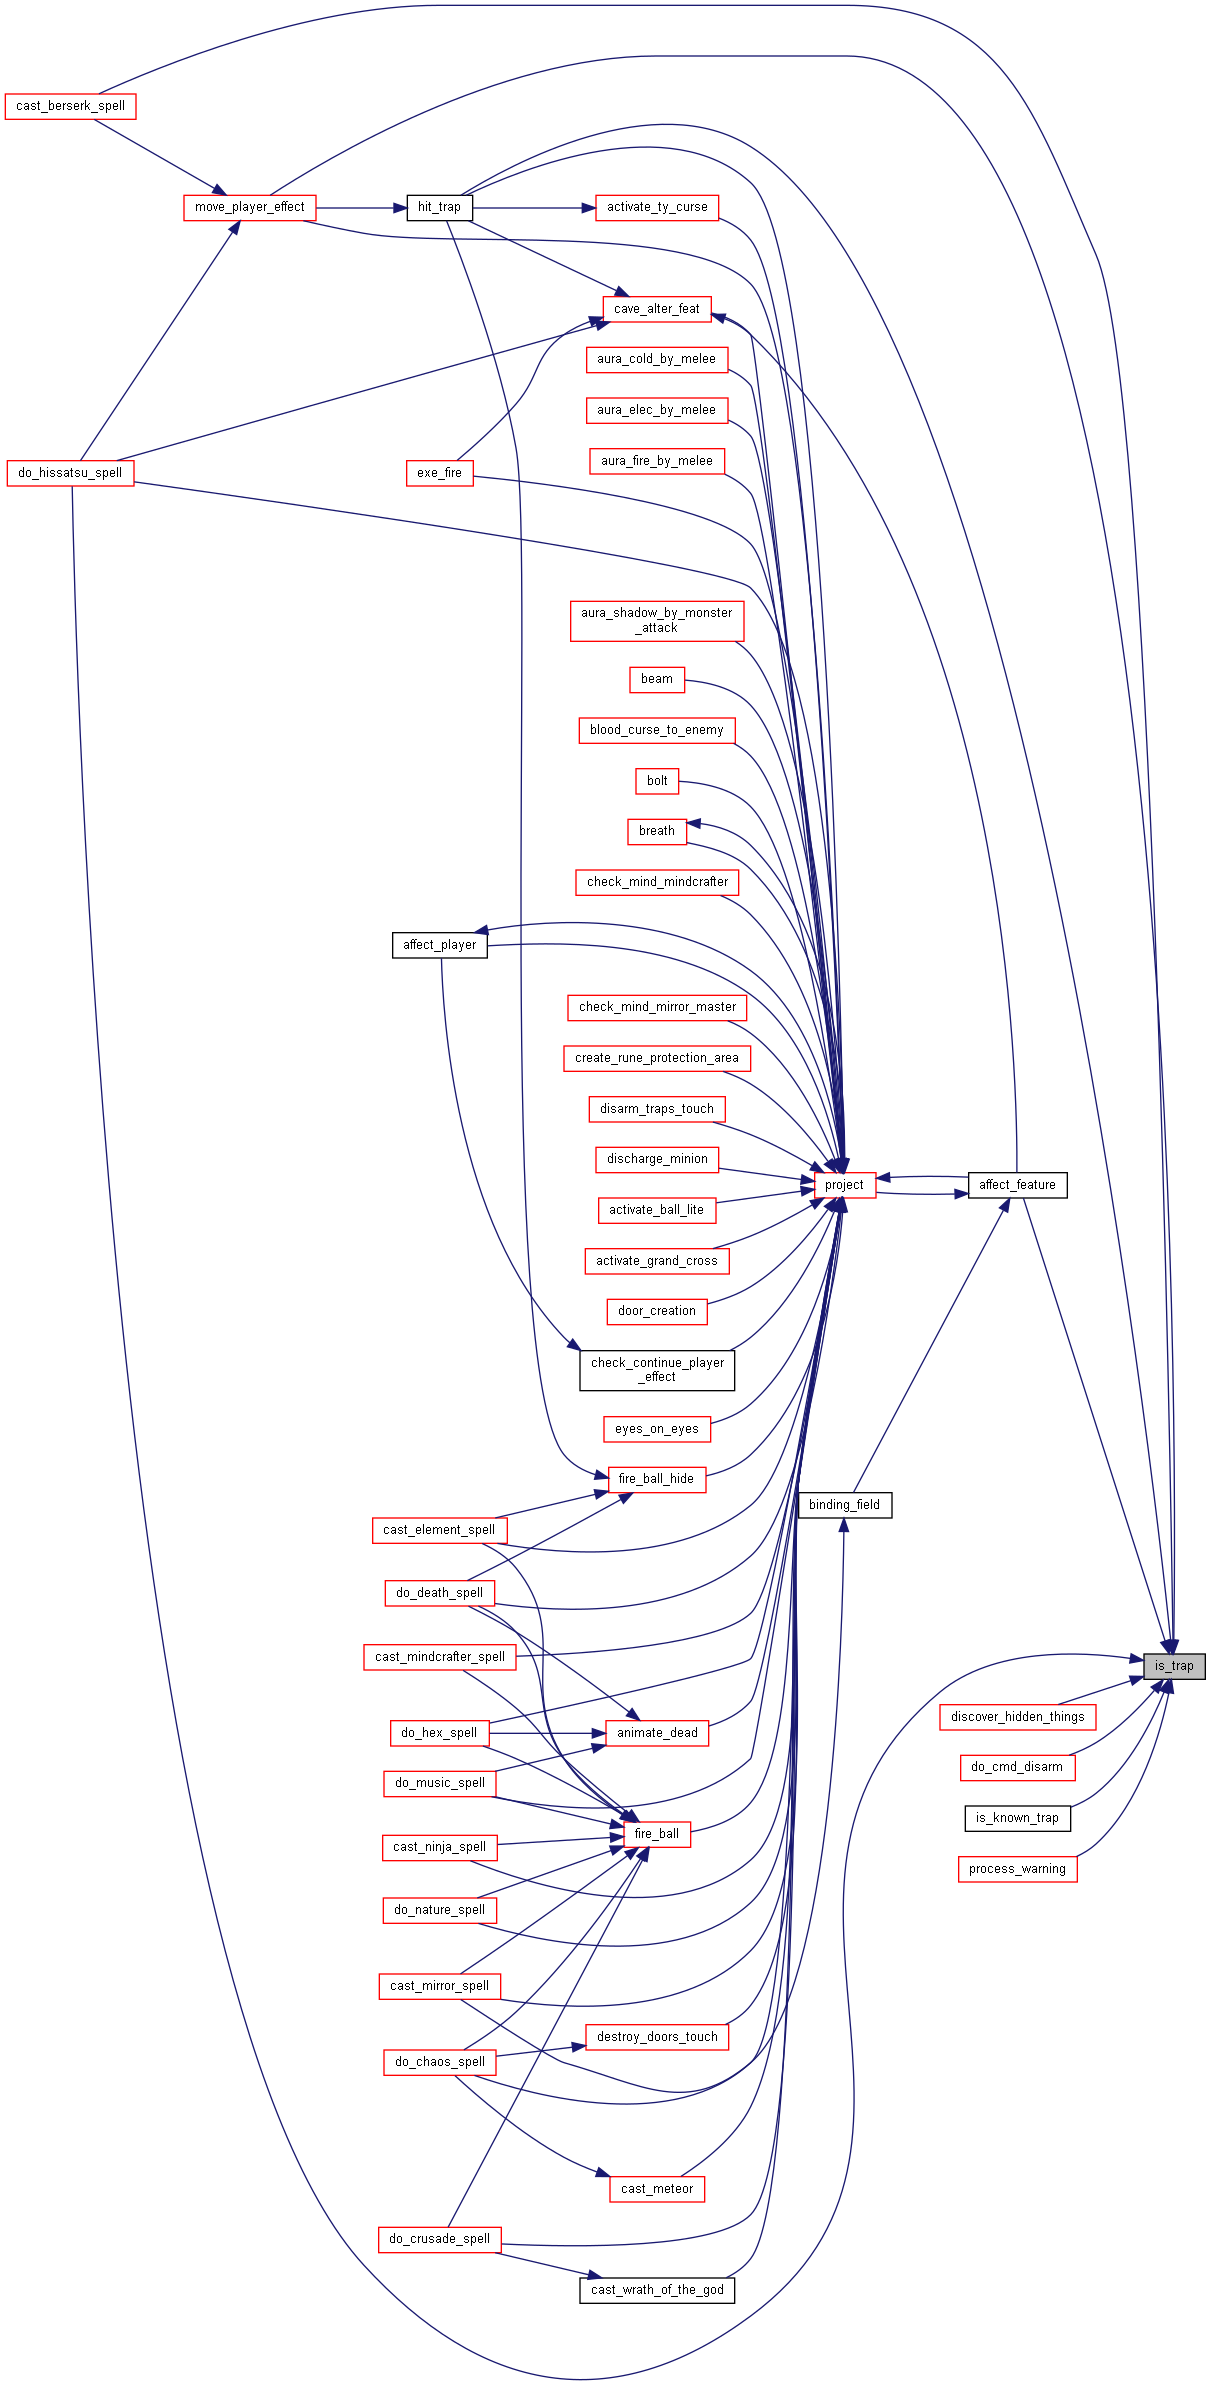 cast_berserk_spell
move_player_effect
hit_trap
activate_ty_curse
cave_alter_feat
aura_cold_by_melee
aura_elec_by_melee
aura_fire_by_melee
do_hissatsu_spell
exe_fire
aura_shadow_by_monster
_attack
beam
blood_curse_to_enemy
bolt
breath
check_mind_mindcrafter
affect_player
check_mind_mirror_master
create_rune_protection_area
disarm_traps_touch
discharge_minion
project
affect_feature
activate_ball_lite
activate_grand_cross
door_creation
check_continue_player
_effect
eyes_on_eyes
fire_ball_hide
binding_field
cast_element_spell
do_death_spell
cast_mindcrafter_spell
is_trap
discover_hidden_things
do_hex_spell
animate_dead
do_cmd_disarm
do_music_spell
is_known_trap
fire_ball
cast_ninja_spell
process_warning
do_nature_spell
cast_mirror_spell
destroy_doors_touch
do_chaos_spell
cast_meteor
do_crusade_spell
cast_wrath_of_the_god